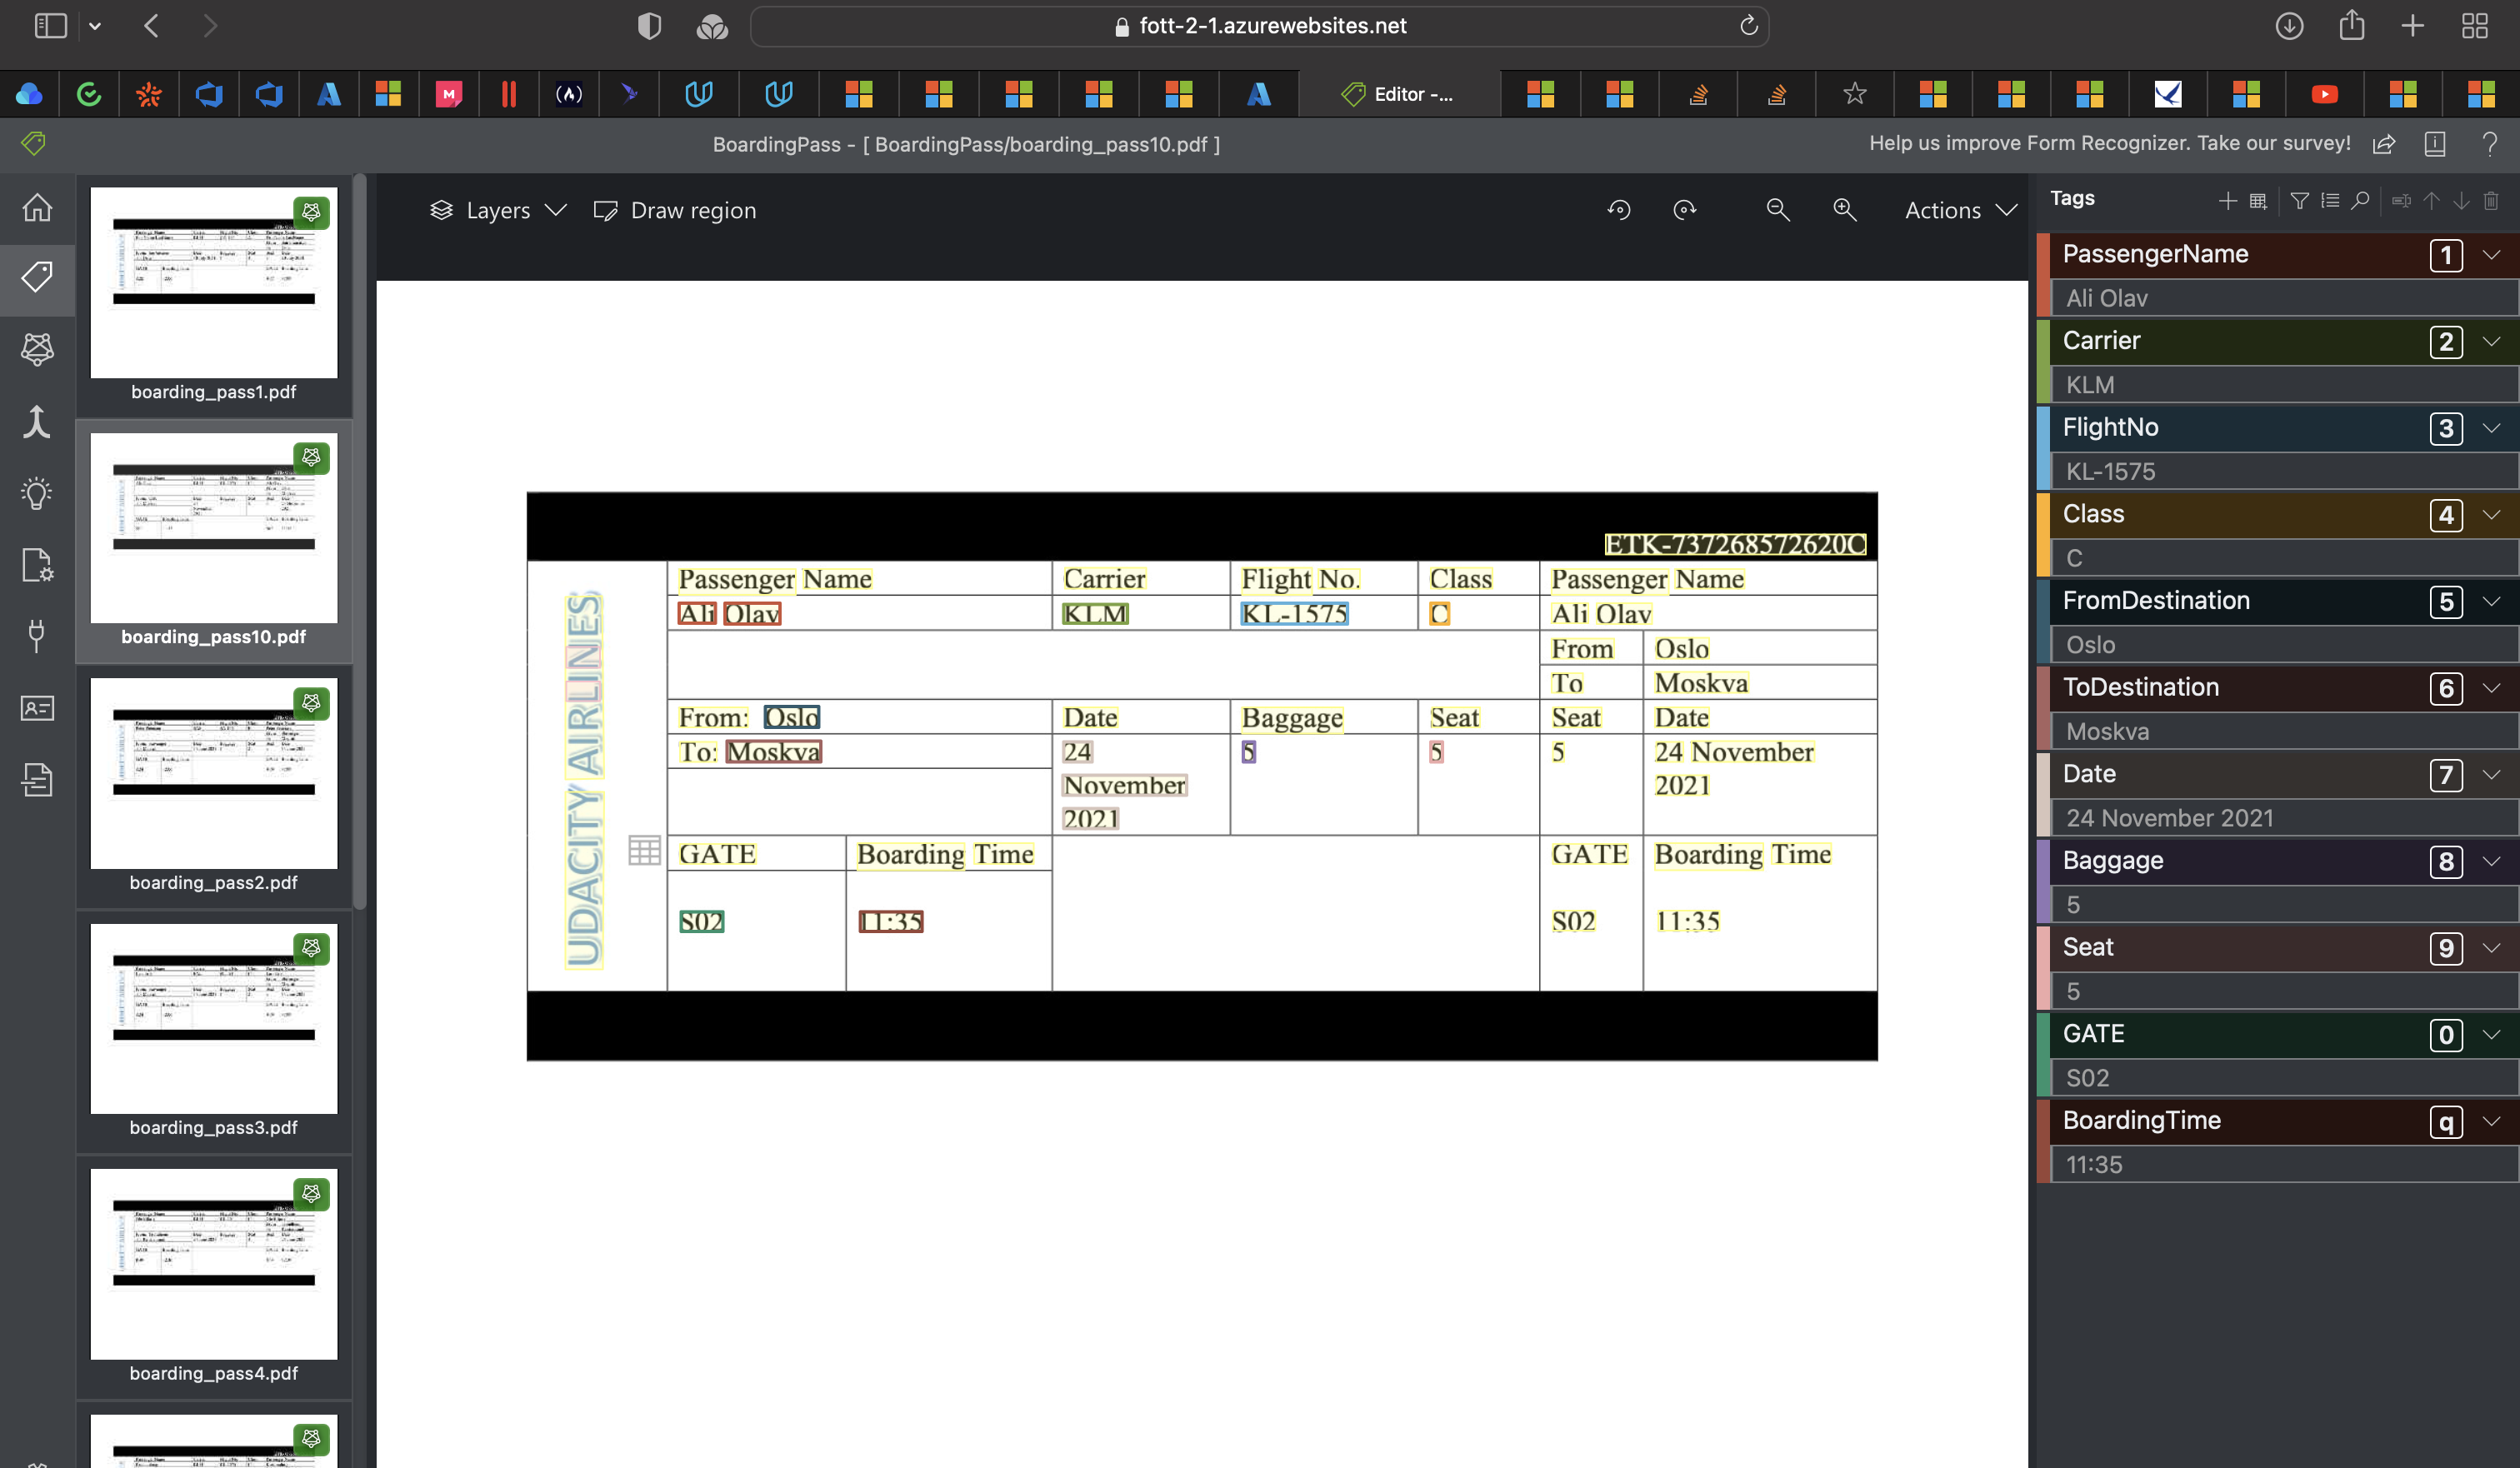 fott-2-1.azurewebsites.net
Editor -...
BoardingPass - [ BoardingPass/boarding_pass10.pdf ]
Help us improve Form Recognizer. Take our survey!
boarding_pass1.pdf
boarding_pass10.pdf
boarding_pass2.pdf
boarding_pass3.pdf
boarding_pass4.pdf
Layers
Draw region
Actions
ETK-737268572620C
UDACITY AIRLINES
Passenger Name Carrier Flight No. Class Passenger Name
Ali Olav KLM KL-1575 C Ali Olav
From Oslo
To Moskva
From: Oslo Date Baggage Seat Seat Date
To: Moskva 24 5 5 5 24 November
November 2021
2021
GATE Boarding Time GATE Boarding Time
S02 11:35 S02 11:35
Tags
PassengerName 1
Ali Olav
Carrier 2
KLM
FlightNo 3
KL-1575
Class 4
C
FromDestination 5
Oslo
ToDestination 6
Moskva
Date 7
24 November 2021
Baggage 8
5
Seat 9
5
GATE 0
S02
BoardingTime q
11:35